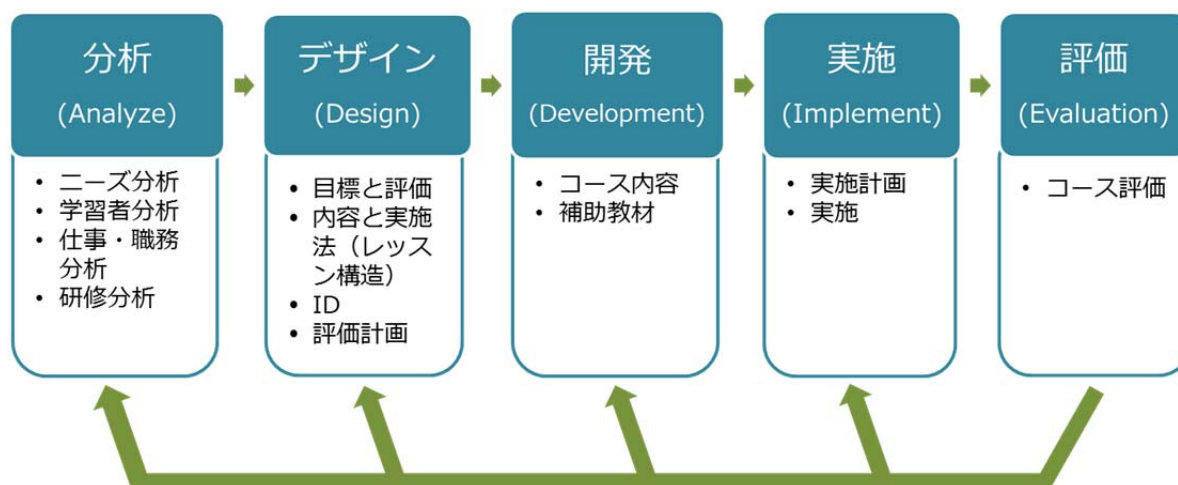 分析
(Analyze)
• ニーズ分析
• 学習者分析
• 仕事・職務
分析
• 研修分析
デザイン
(Design)
• 目標と評価
• 内容と実施
法（レッス
ン構造）
• ID
• 評価計画
開発
(Development)
• コース内容
• 補助教材
実施
(Implement)
• 実施計画
• 実施
評価
(Evaluation)
• コース評価